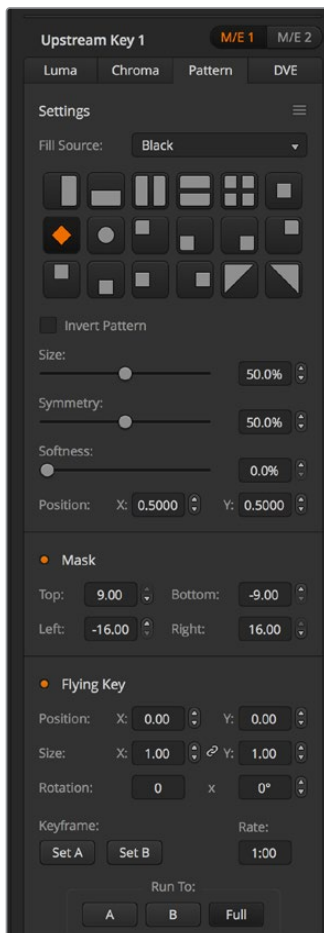 Upstream Key 1 M/E 1 M/E 2
Luma Chroma Pattern DVE
Settings
Fill Source: Black
Invert Pattern
Size:
50.0%
Symmetry:
50.0%
Softness:
0.0%
Position: X: 0.5000 Y: 0.5000
Mask
Top: 9.00 Bottom: -9.00
Left: -16.00 Right: 16.00
Flying Key
Position: X: 0.00 Y: 0.00
Size: X: 1.00 Y: 1.00
Rotation: 0 x 0°
Keyframe: Rate:
Set A Set B 1:00
Run To:
A B Full